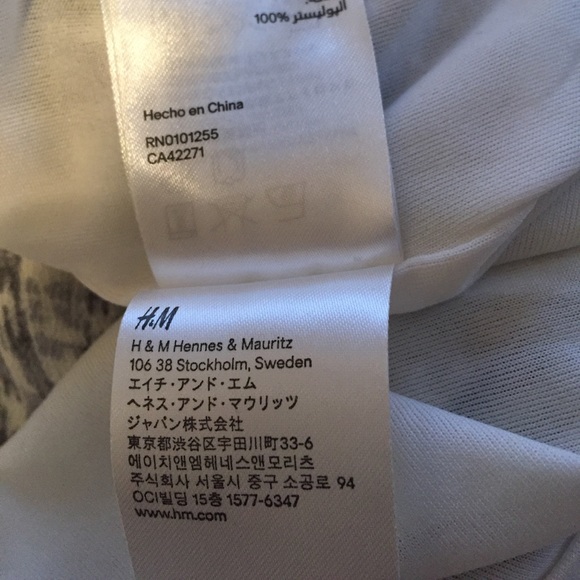 البوليستر 100%
Hecho en China
RN0101255
CA42271
H&M
H & M Hennes & Mauritz
106 38 Stockholm, Sweden
エイチ・アンド・エム
ヘネス・アンド・マウリッツ
ジャパン株式会社
東京都渋谷区宇田川町33-6
에이치앤엠헤네스앤모리츠
주식회사 서울시 중구 소공로 94
OCI빌딩 15층 1577-6347
www.hm.com